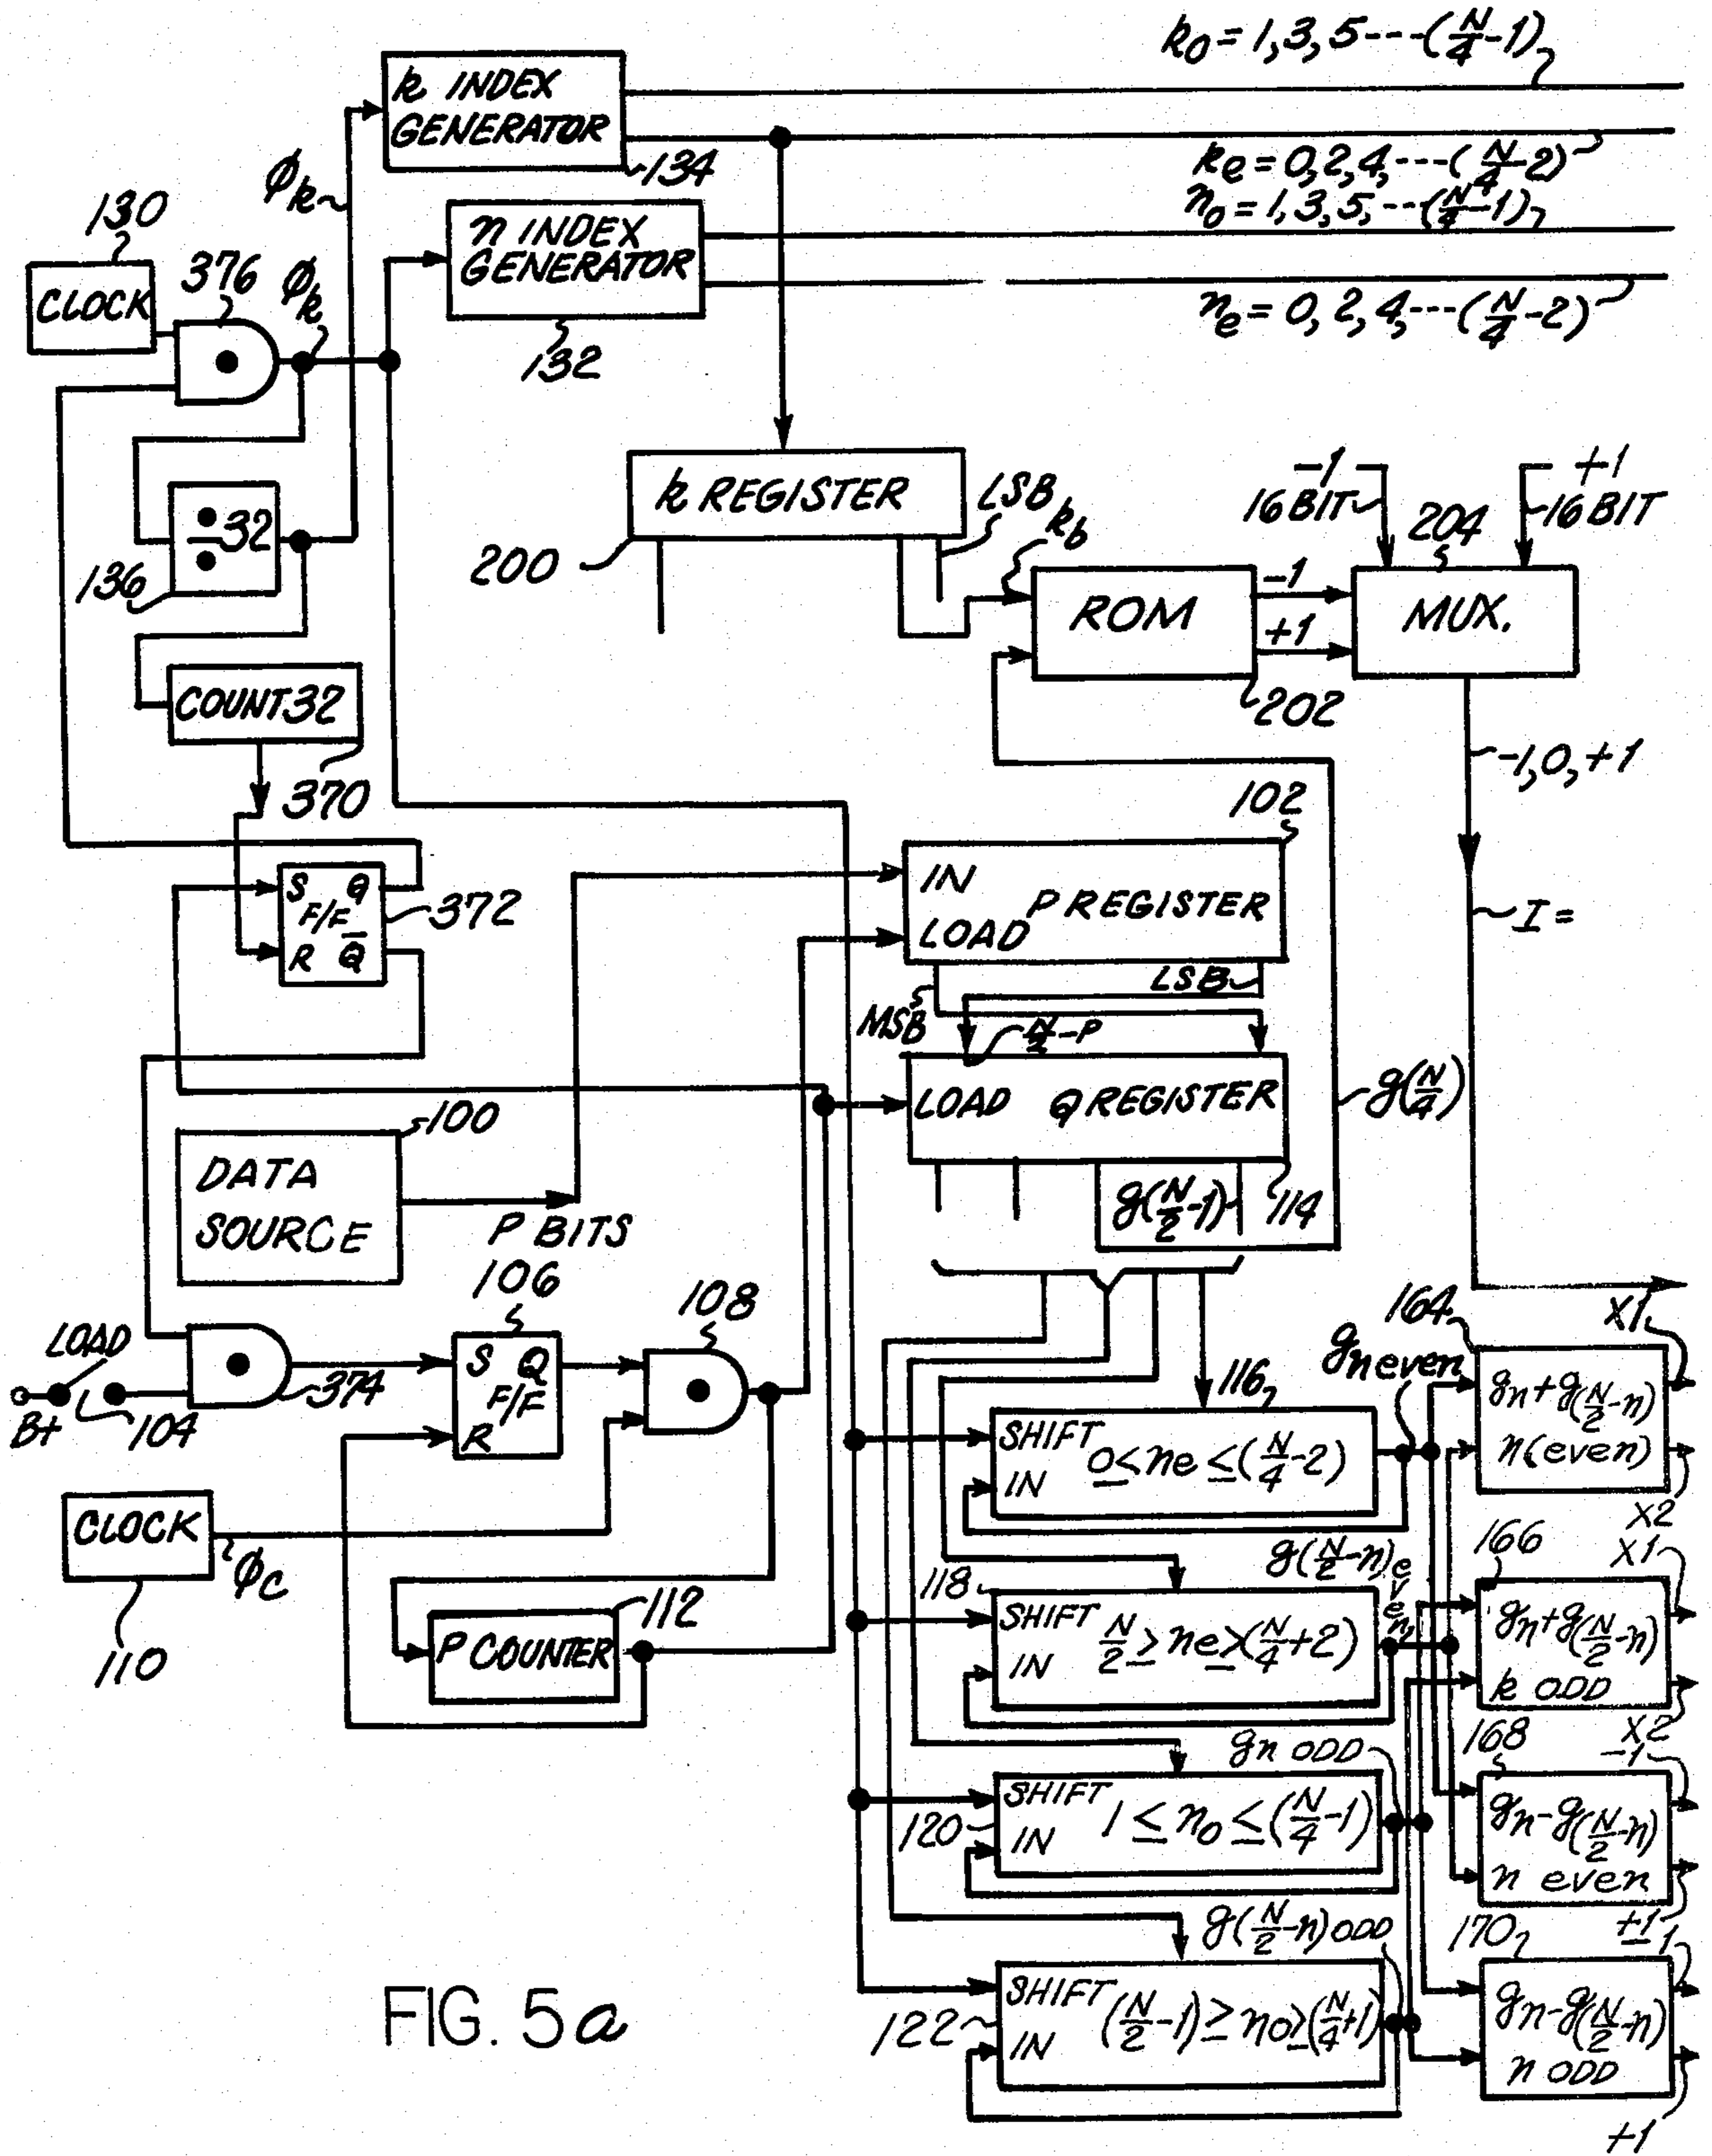 k₀ = 1, 3, 5 --- (N/4 - 1)
k INDEX
GENERATOR
134
kₑ = 0, 2, 4, --- (N/4 - 2)
n₀ = 1, 3, 5, --- (N/4 - 1)
ϕk
130
n INDEX
GENERATOR
132
CLOCK
376
ϕk
nₑ = 0, 2, 4, --- (N/4 - 2)
k REGISTER
200
LSB
kb
-1
16 BIT
+1
16 BIT
204
÷ 32
136
ROM
-1
+1
202
MUX.
COUNT 32
370
-1, 0, +1
102
S Q
F/F
R Q̅
372
IN
LOAD
P REGISTER
I =
MSB
LSB
N/2 - P
LOAD Q REGISTER
g(N/4)
100
DATA
SOURCE
P BITS
g(N/2 - 1)
114
106
108
LOAD
B+
104
374
S Q
F/F
R
116
gn even
164
gn + g(N/2 - n)
n (even)
X1
X2
SHIFT
IN
0 ≤ ne ≤ (N/4 - 2)
CLOCK
110
ϕc
P COUNTER
112
118
g(N/2 - n) even
SHIFT
IN
N/2 ≥ ne ≥ (N/4 + 2)
166
gn + g(N/2 - n)
k ODD
X1
X2
gn ODD
120
SHIFT
IN
1 ≤ n₀ ≤ (N/4 - 1)
168
gn - g(N/2 - n)
n even
-1
+1
g(N/2 - n) ODD
122
SHIFT
IN
(N/2 - 1) ≥ n₀ ≥ (N/4 + 1)
170
gn - g(N/2 - n)
n ODD
-1
+1
FIG. 5a